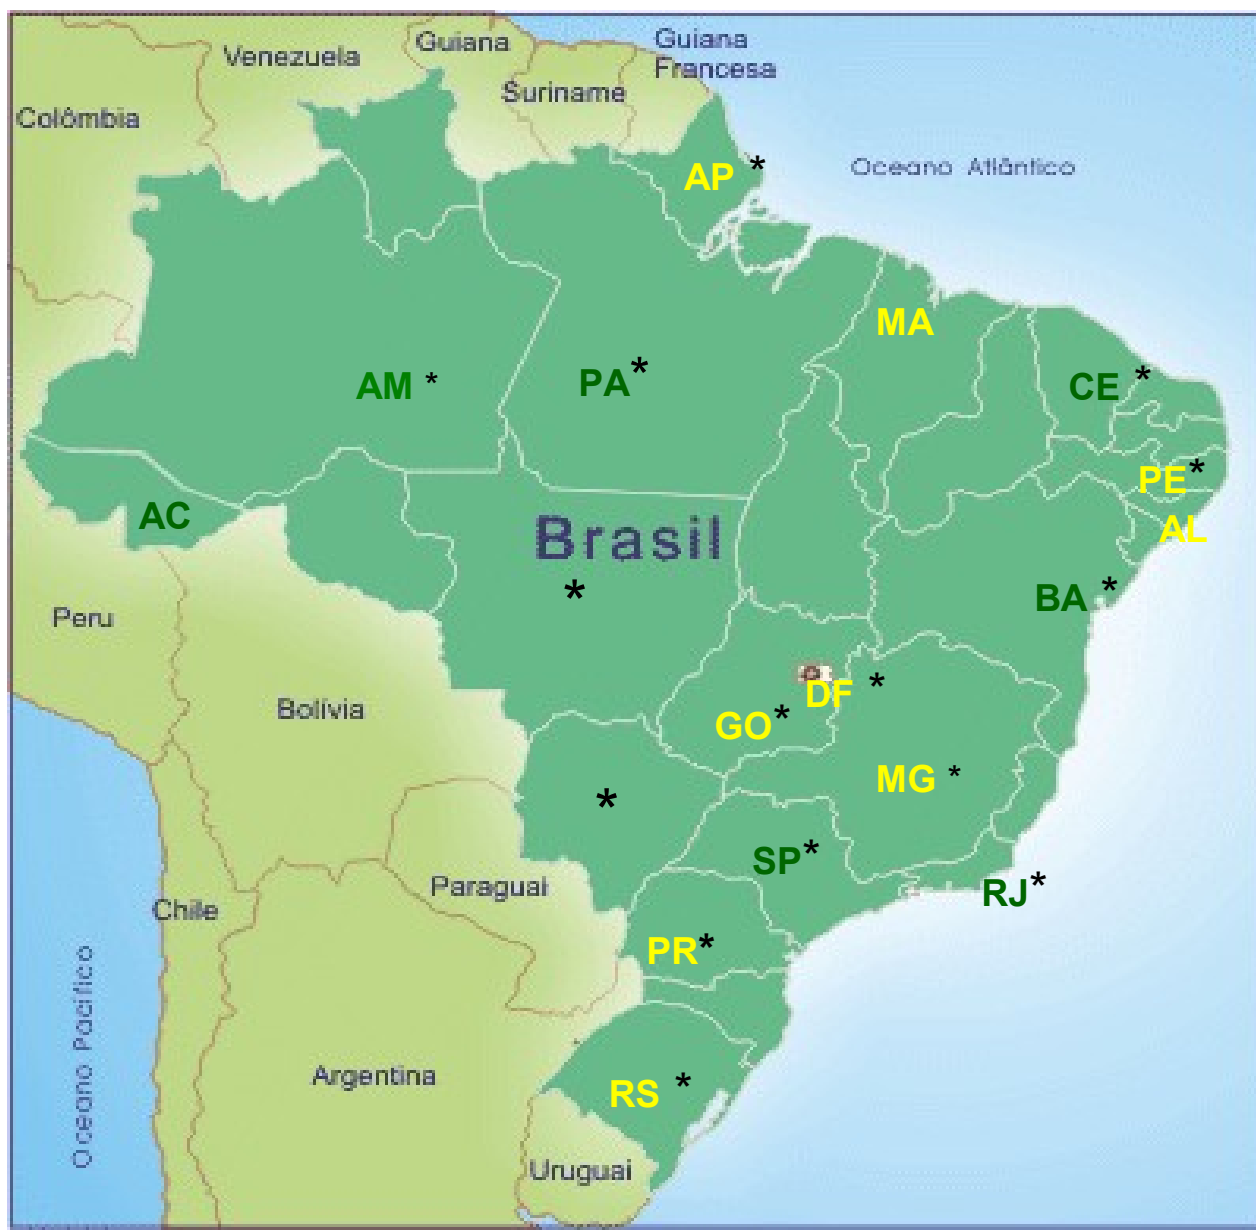 Guiana
Guiana
Francesa
Venezuela
Suriname
Colômbia
AP *
Oceano Atlântico
MA
AM *
PA *
CE *
PE *
AC
AL
Brasil
*
BA *
Peru
DF *
Bolívia
GO *
MG *
*
SP *
Paraguai
RJ *
Chile
PR *
Oceano Pacífico
Argentina
RS *
Uruguai